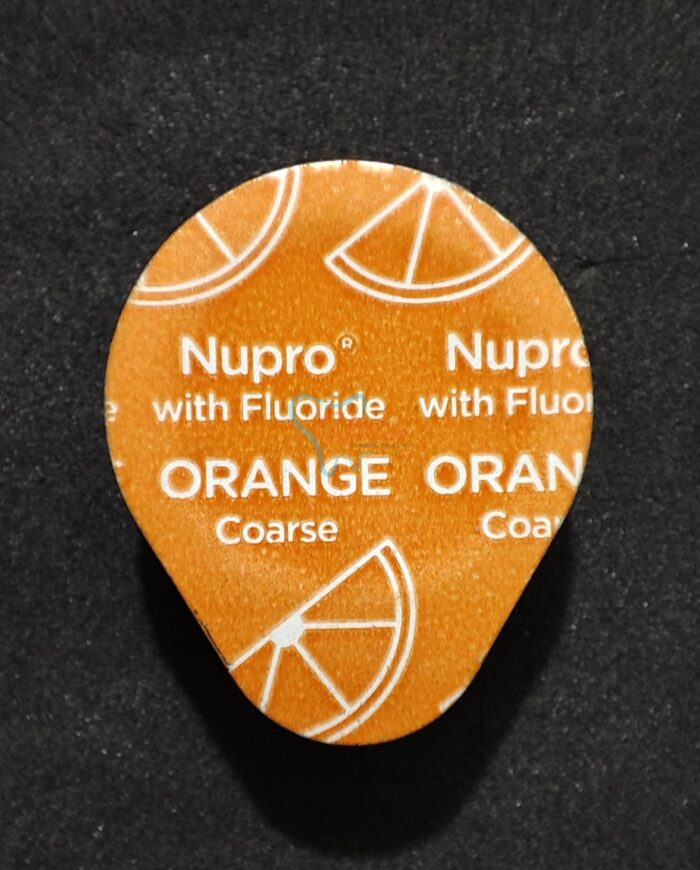 Nupro® Nupro
with Fluoride with Fluor
ORANGE ORAN
Coarse Coar